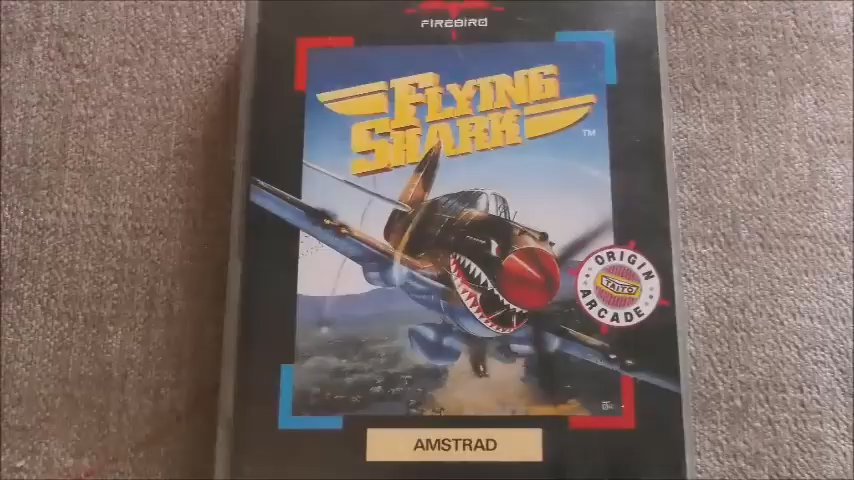 FIREBIRD
FLYING
SHARK
TM
ORIGIN
TAITO
ARCADE
AMSTRAD